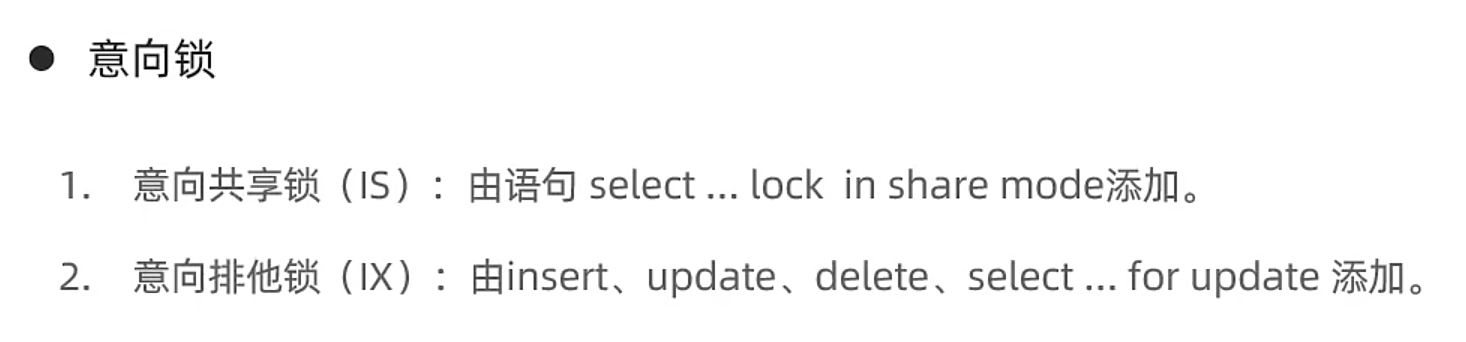 ● 意向锁
1. 意向共享锁（IS）：由语句 select ... lock in share mode添加。
2. 意向排他锁（IX）：由insert、update、delete、select ... for update 添加。